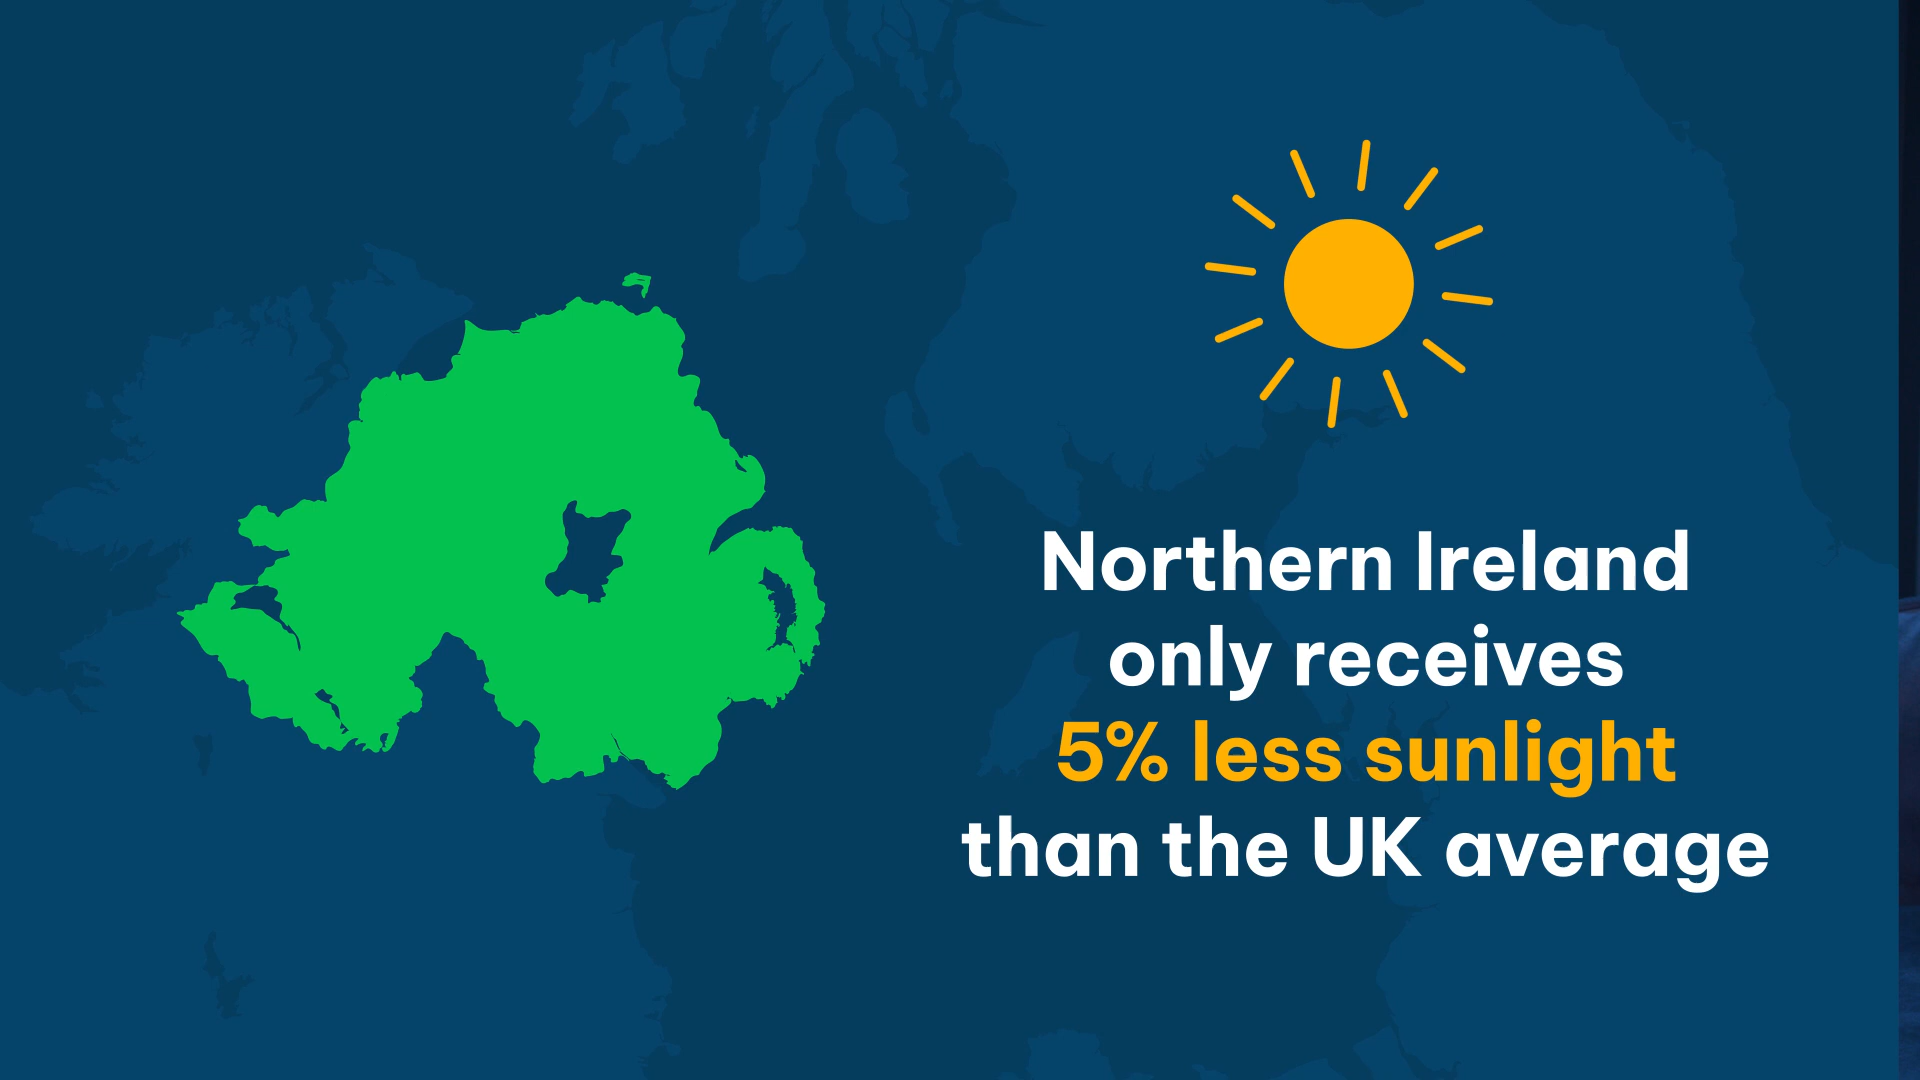 Northern Ireland
only receives
5% less sunlight
than the UK average